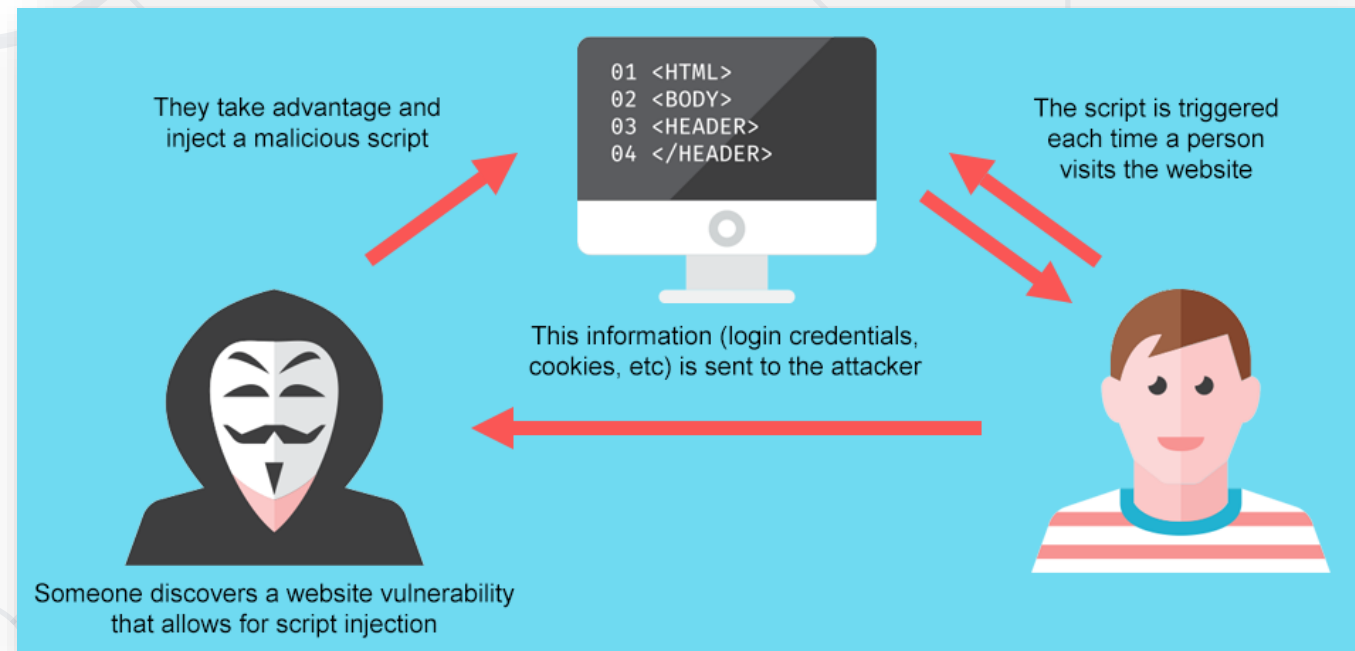 They take advantage and
inject a malicious script
01 <HTML>
02 <BODY>
03 <HEADER>
04 </HEADER>
The script is triggered
each time a person
visits the website
This information (login credentials,
cookies, etc) is sent to the attacker
Someone discovers a website vulnerability
that allows for script injection